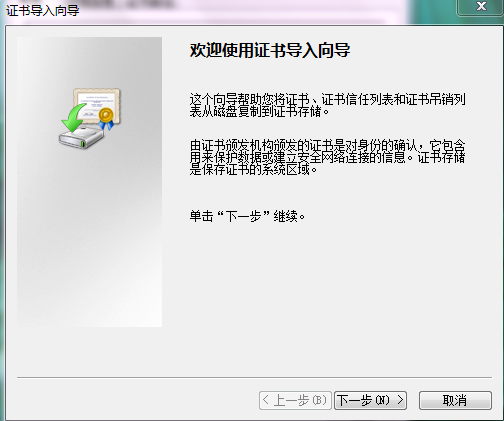 证书导入向导
欢迎使用证书导入向导
这个向导帮助您将证书、证书信任列表和证书吊销列
表从磁盘复制到证书存储。
由证书颁发机构颁发的证书是对身份的确认，它包含
用来保护数据或建立安全网络连接的信息。证书存储
是保存证书的系统区域。
单击“下一步”继续。
< 上一步(B) 下一步(N) > 取消